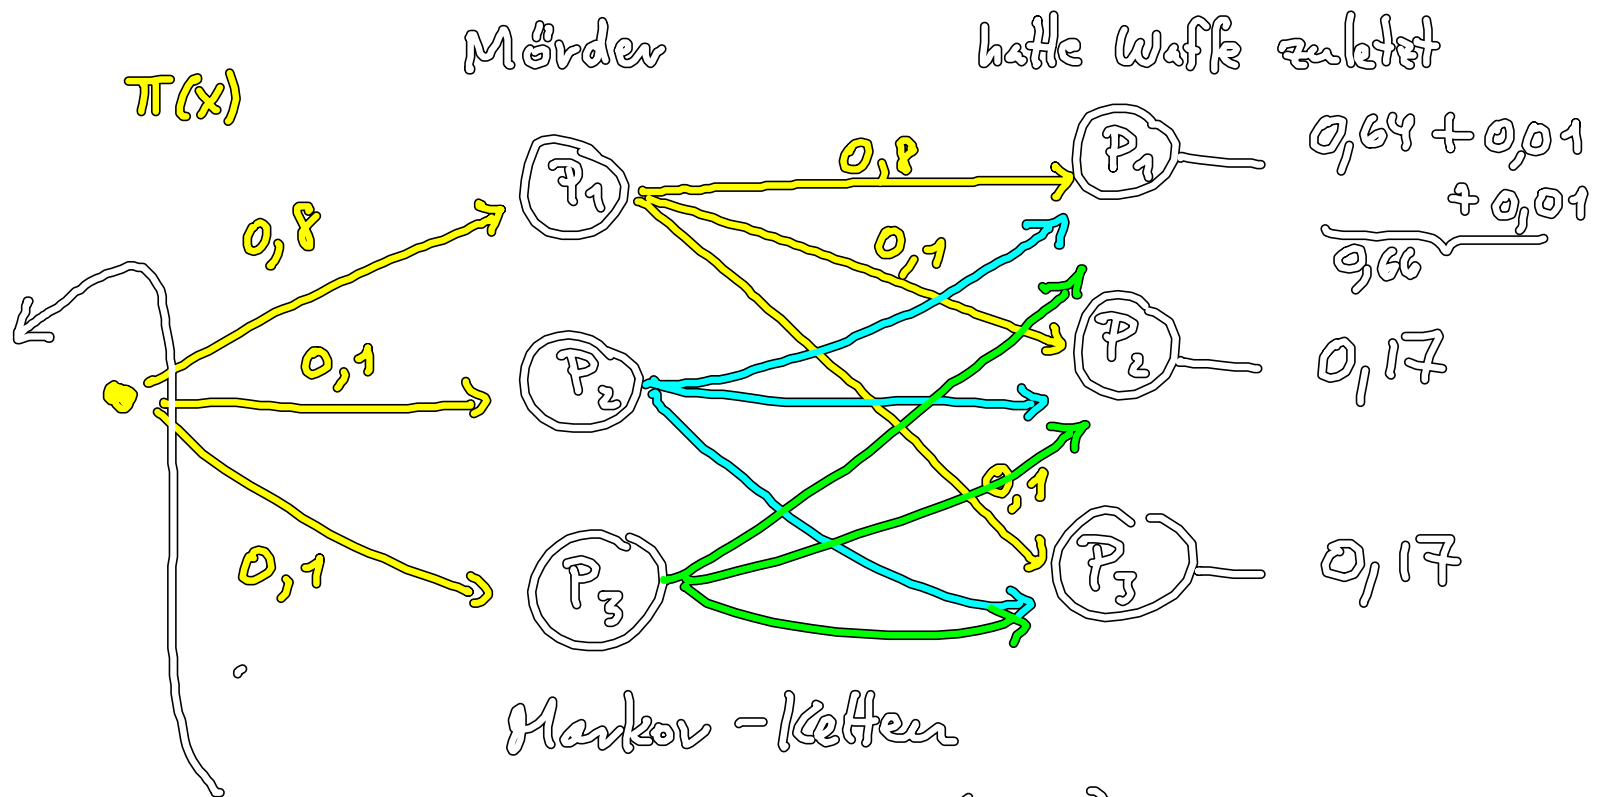 Mörder hatte Waffe zuletzt
π(x)
0,8 P1 0,8 P1 0,64 + 0,01
+ 0,01
0,1 0,66
0,1 P2 P2 0,17
0,1
0,1 P3 P3 0,17
Markov - Ketten